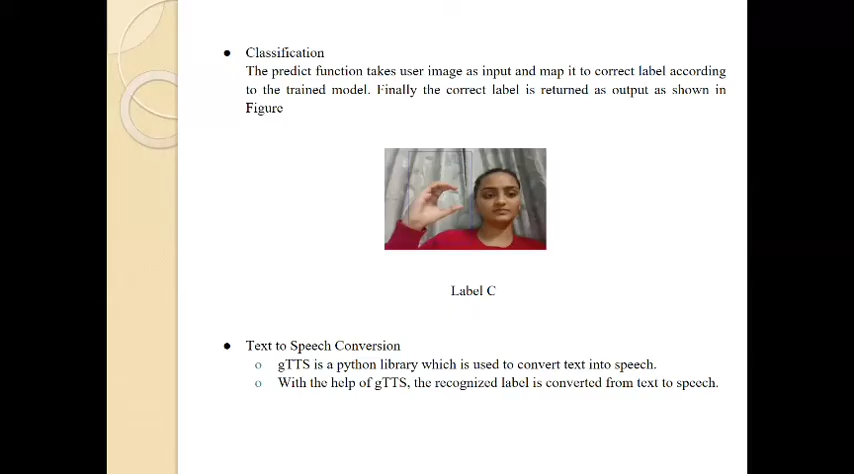 ● Classification
The predict function takes user image as input and map it to correct label according
to the trained model. Finally the correct label is returned as output as shown in
Figure
Label C
● Text to Speech Conversion
o gTTS is a python library which is used to convert text into speech.
o With the help of gTTS, the recognized label is converted from text to speech.